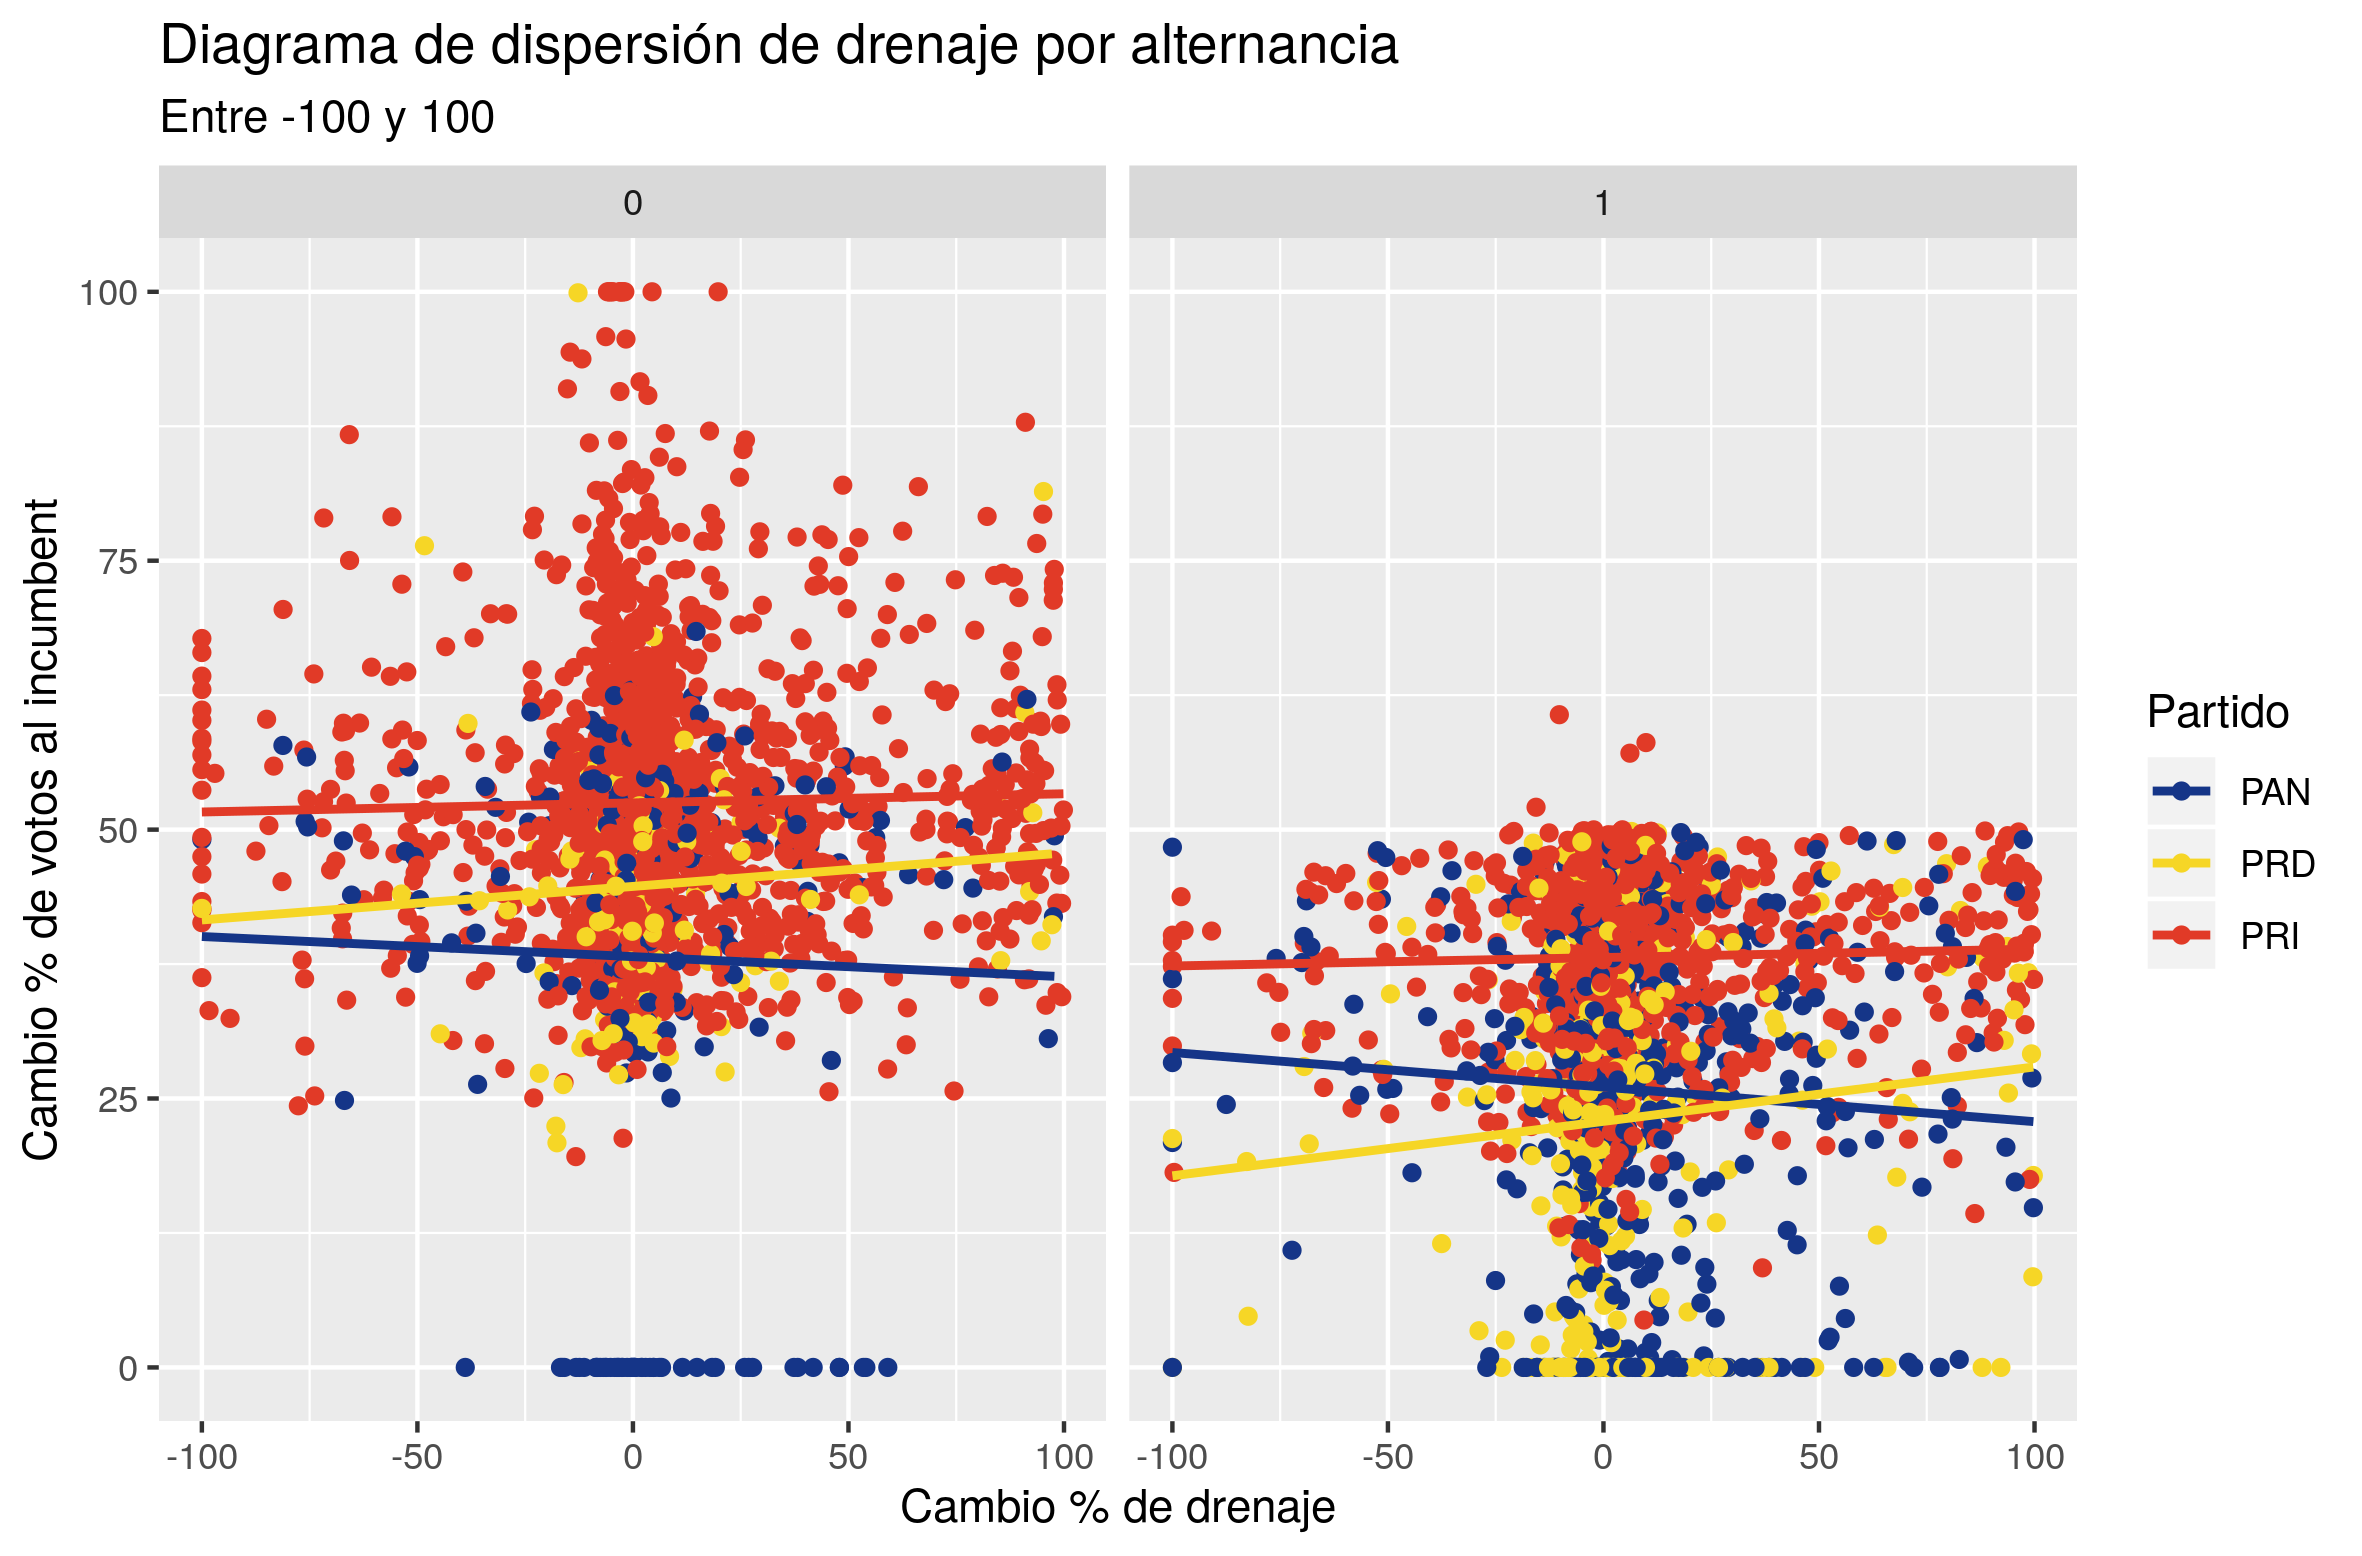 Diagrama de dispersión de drenaje por alternancia
Entre -100 y 100
0
1
100
75
50
25
0
Cambio % de votos al incumbent
-100 -50 0 50 100
-100 -50 0 50 100
Cambio % de drenaje
Partido
PAN
PRD
PRI